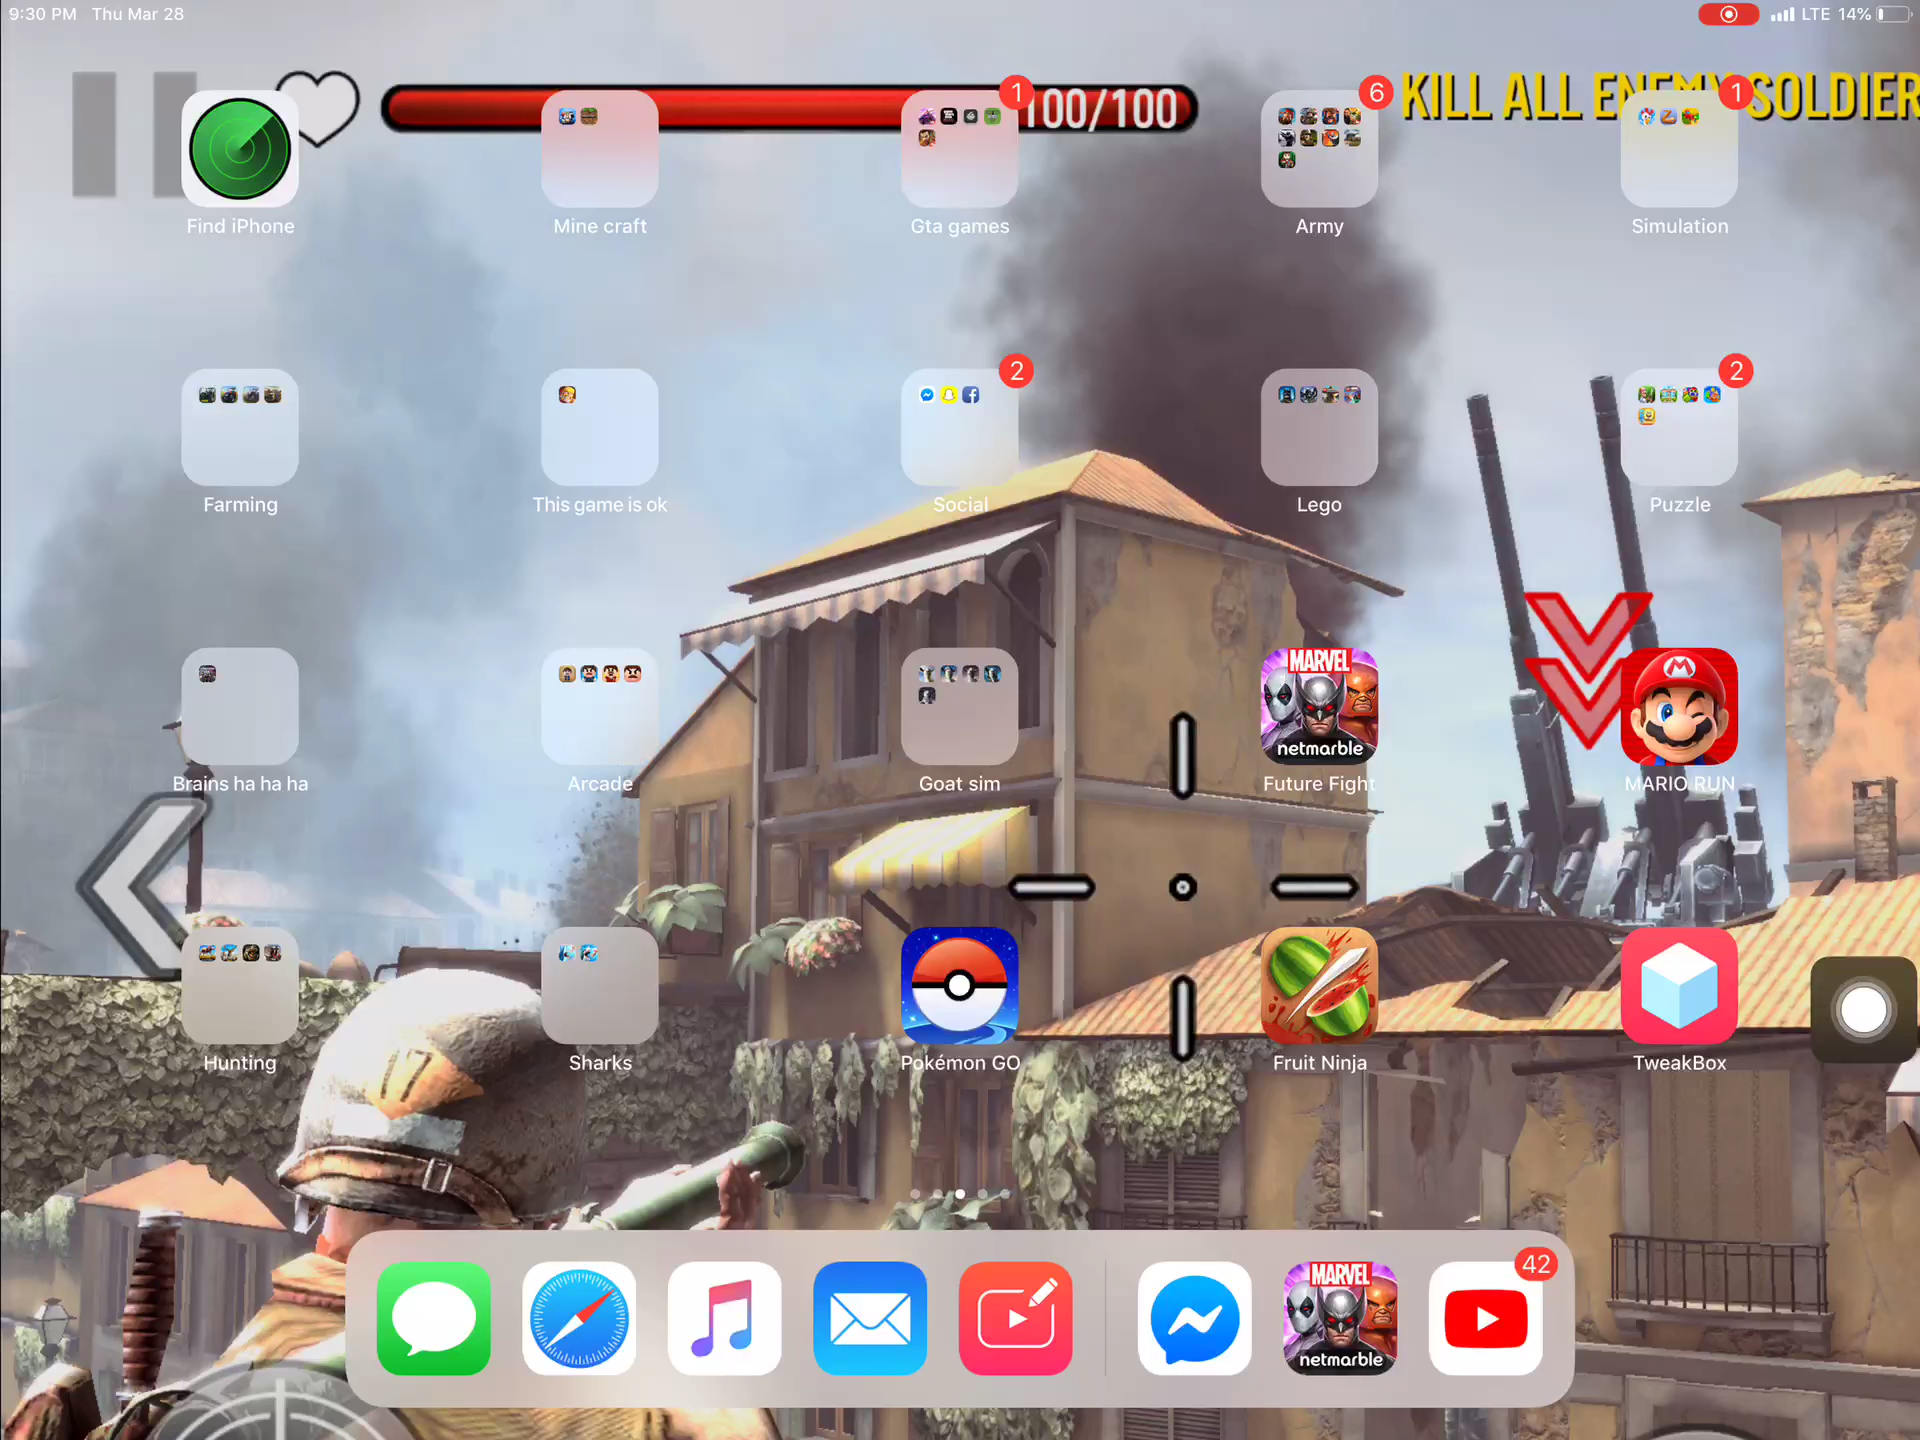 9:30 PM Thu Mar 28
LTE 14%
100/100
KILL ALL ENEMY SOLDIER
1
6
1
Find iPhone
Mine craft
Gta games
Army
Simulation
2
2
Farming
This game is ok
Social
Lego
Puzzle
MARVEL
netmarble
Brains ha ha ha
Arcade
Goat sim
Future Fight
MARIO RUN
17
Hunting
Sharks
Pokémon GO
Fruit Ninja
TweakBox
42
MARVEL
netmarble